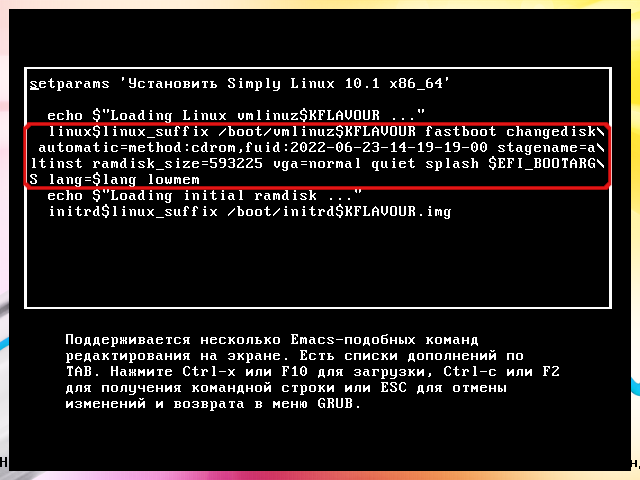 setparams 'Установить Simply Linux 10.1 x86_64'
echo $"Loading Linux vmlinuz$KFLAVOUR ..."
linux$linux_suffix /boot/vmlinuz$KFLAVOUR fastboot changedisk\
automatic=method:cdrom,fuid:2022-06-23-14-19-19-00 stagename=a\
ltinst ramdisk_size=593225 vga=normal quiet splash $EFI_BOOTARG\
S lang=$lang lowmem
echo $"Loading initial ramdisk ..."
initrd$linux_suffix /boot/initrd$KFLAVOUR.img
Поддерживается несколько Emacs-подобных команд
редактирования на экране. Есть списки дополнений по
TAB. Нажмите Ctrl-x или F10 для загрузки, Ctrl-c или F2
для получения командной строки или ESC для отмены
изменений и возврата в меню GRUB.